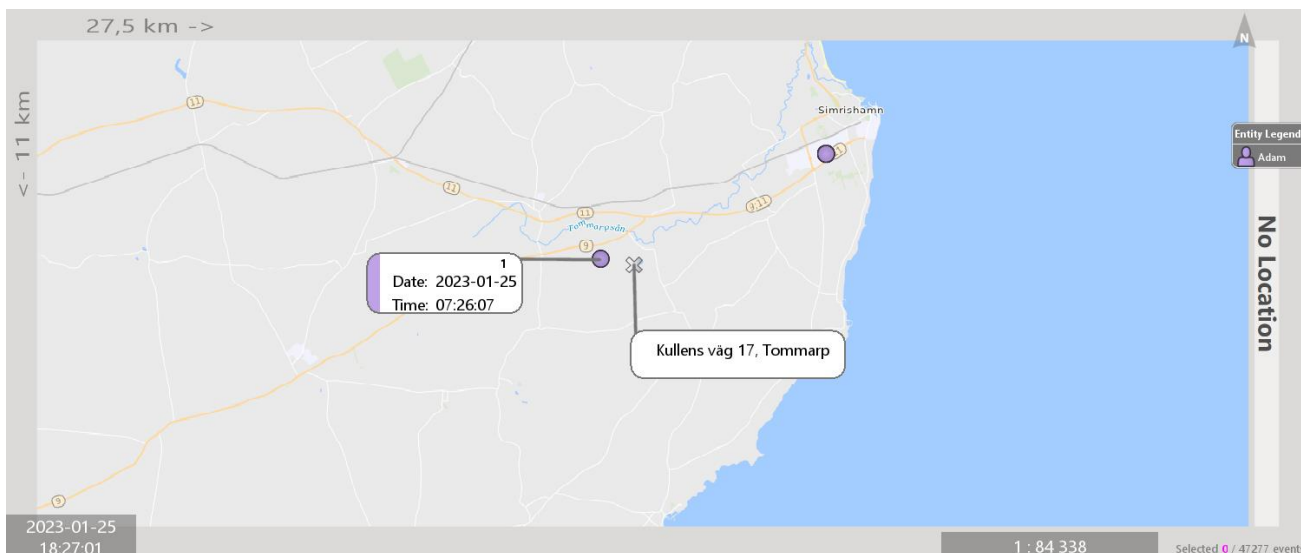 27,5 km ->
<- 11 km
N
11
Simrishamn
Entity Legend
Adam
11
11
9;11
Tommarpsån
9
1
Date: 2023-01-25
Time: 07:26:07
Kullens väg 17, Tommarp
No Location
9
2023-01-25
18:27:01
1 : 84 338
Selected 0 / 47277 event